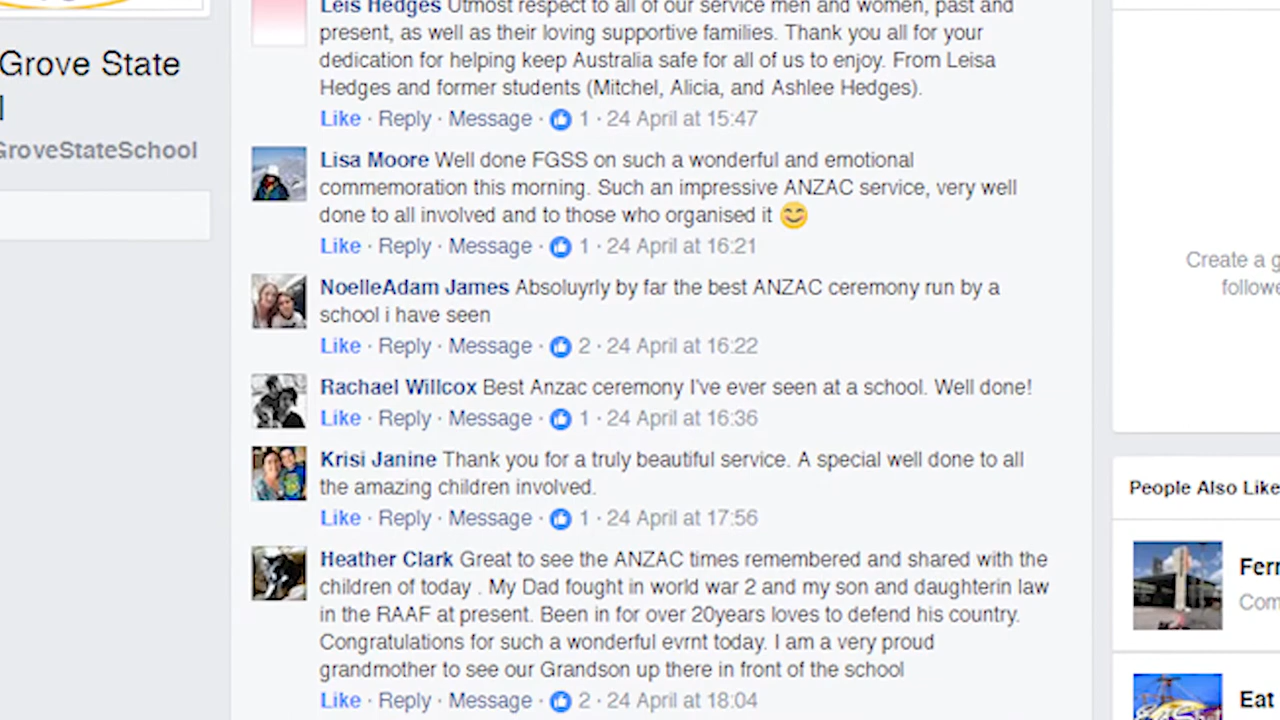 Grove State
l
GroveStateSchool
Leis Hedges Utmost respect to all of our service men and women, past and
present, as well as their loving supportive families. Thank you all for your
dedication for helping keep Australia safe for all of us to enjoy. From Leisa
Hedges and former students (Mitchel, Alicia, and Ashlee Hedges).
Like · Reply · Message · 1 · 24 April at 15:47
Lisa Moore Well done FGSS on such a wonderful and emotional
commemoration this morning. Such an impressive ANZAC service, very well
done to all involved and to those who organised it 😊
Like · Reply · Message · 1 · 24 April at 16:21
NoelleAdam James Absoluyrly by far the best ANZAC ceremony run by a
school i have seen
Like · Reply · Message · 2 · 24 April at 16:22
Rachael Willcox Best Anzac ceremony I've ever seen at a school. Well done!
Like · Reply · Message · 1 · 24 April at 16:36
Krisi Janine Thank you for a truly beautiful service. A special well done to all
the amazing children involved.
Like · Reply · Message · 1 · 24 April at 17:56
Heather Clark Great to see the ANZAC times remembered and shared with the
children of today . My Dad fought in world war 2 and my son and daughterin law
in the RAAF at present. Been in for over 20years loves to defend his country.
Congratulations for such a wonderful evrnt today. I am a very proud
grandmother to see our Grandson up there in front of the school
Like · Reply · Message · 2 · 24 April at 18:04
Create a g
followe
People Also Like
Ferr
Com
Eat